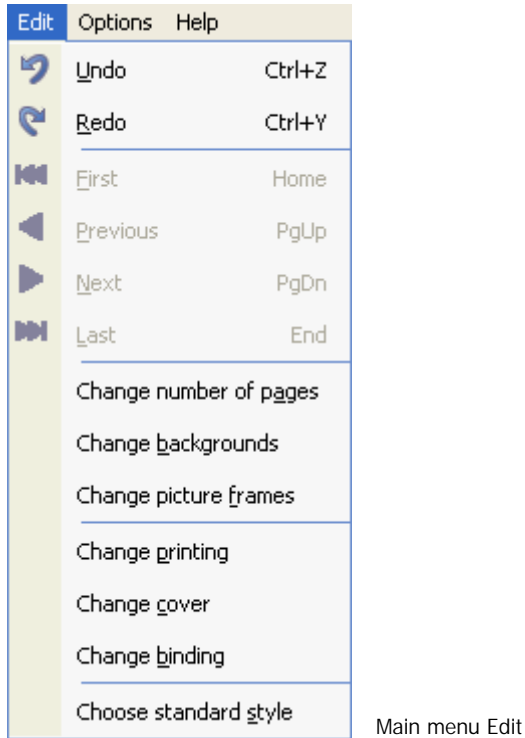 Edit Options Help
Undo Ctrl+Z
Redo Ctrl+Y
First Home
Previous PgUp
Next PgDn
Last End
Change number of pages
Change backgrounds
Change picture frames
Change printing
Change cover
Change binding
Choose standard style
Main menu Edit